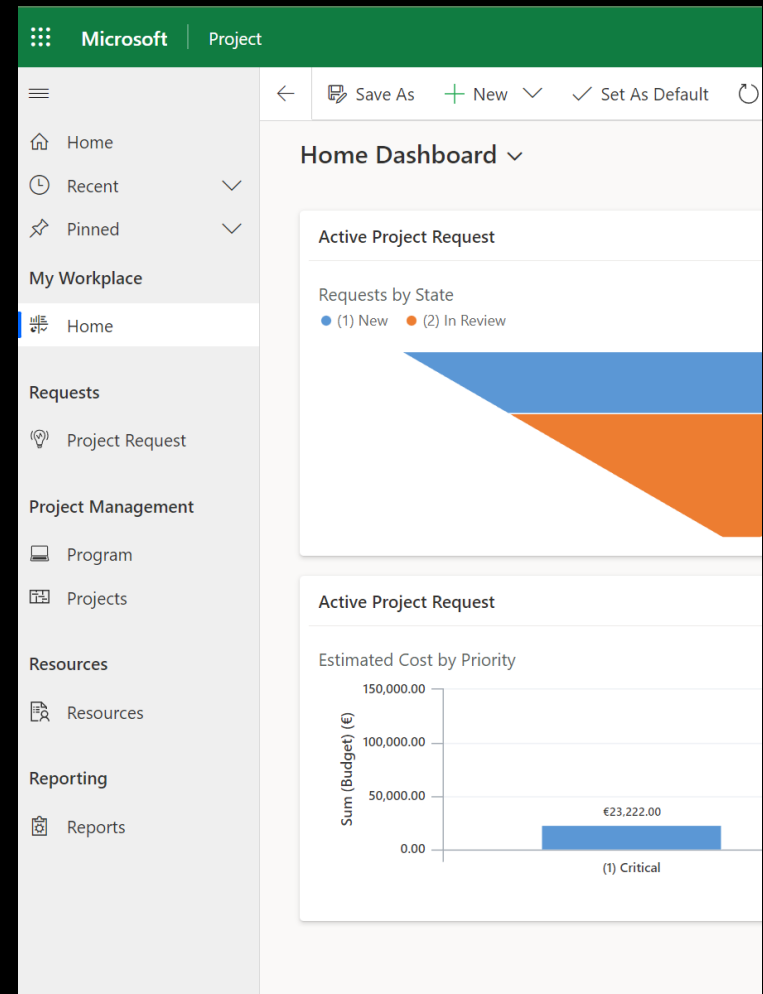 Microsoft Project
Save As New Set As Default
Home
Recent
Pinned
My Workplace
Home
Requests
Project Request
Project Management
Program
Projects
Resources
Resources
Reporting
Reports
Home Dashboard
Active Project Request
Requests by State
(1) New (2) In Review
Active Project Request
Estimated Cost by Priority
Sum (Budget) (€)
150,000.00
100,000.00
50,000.00
0.00
€23,222.00
(1) Critical